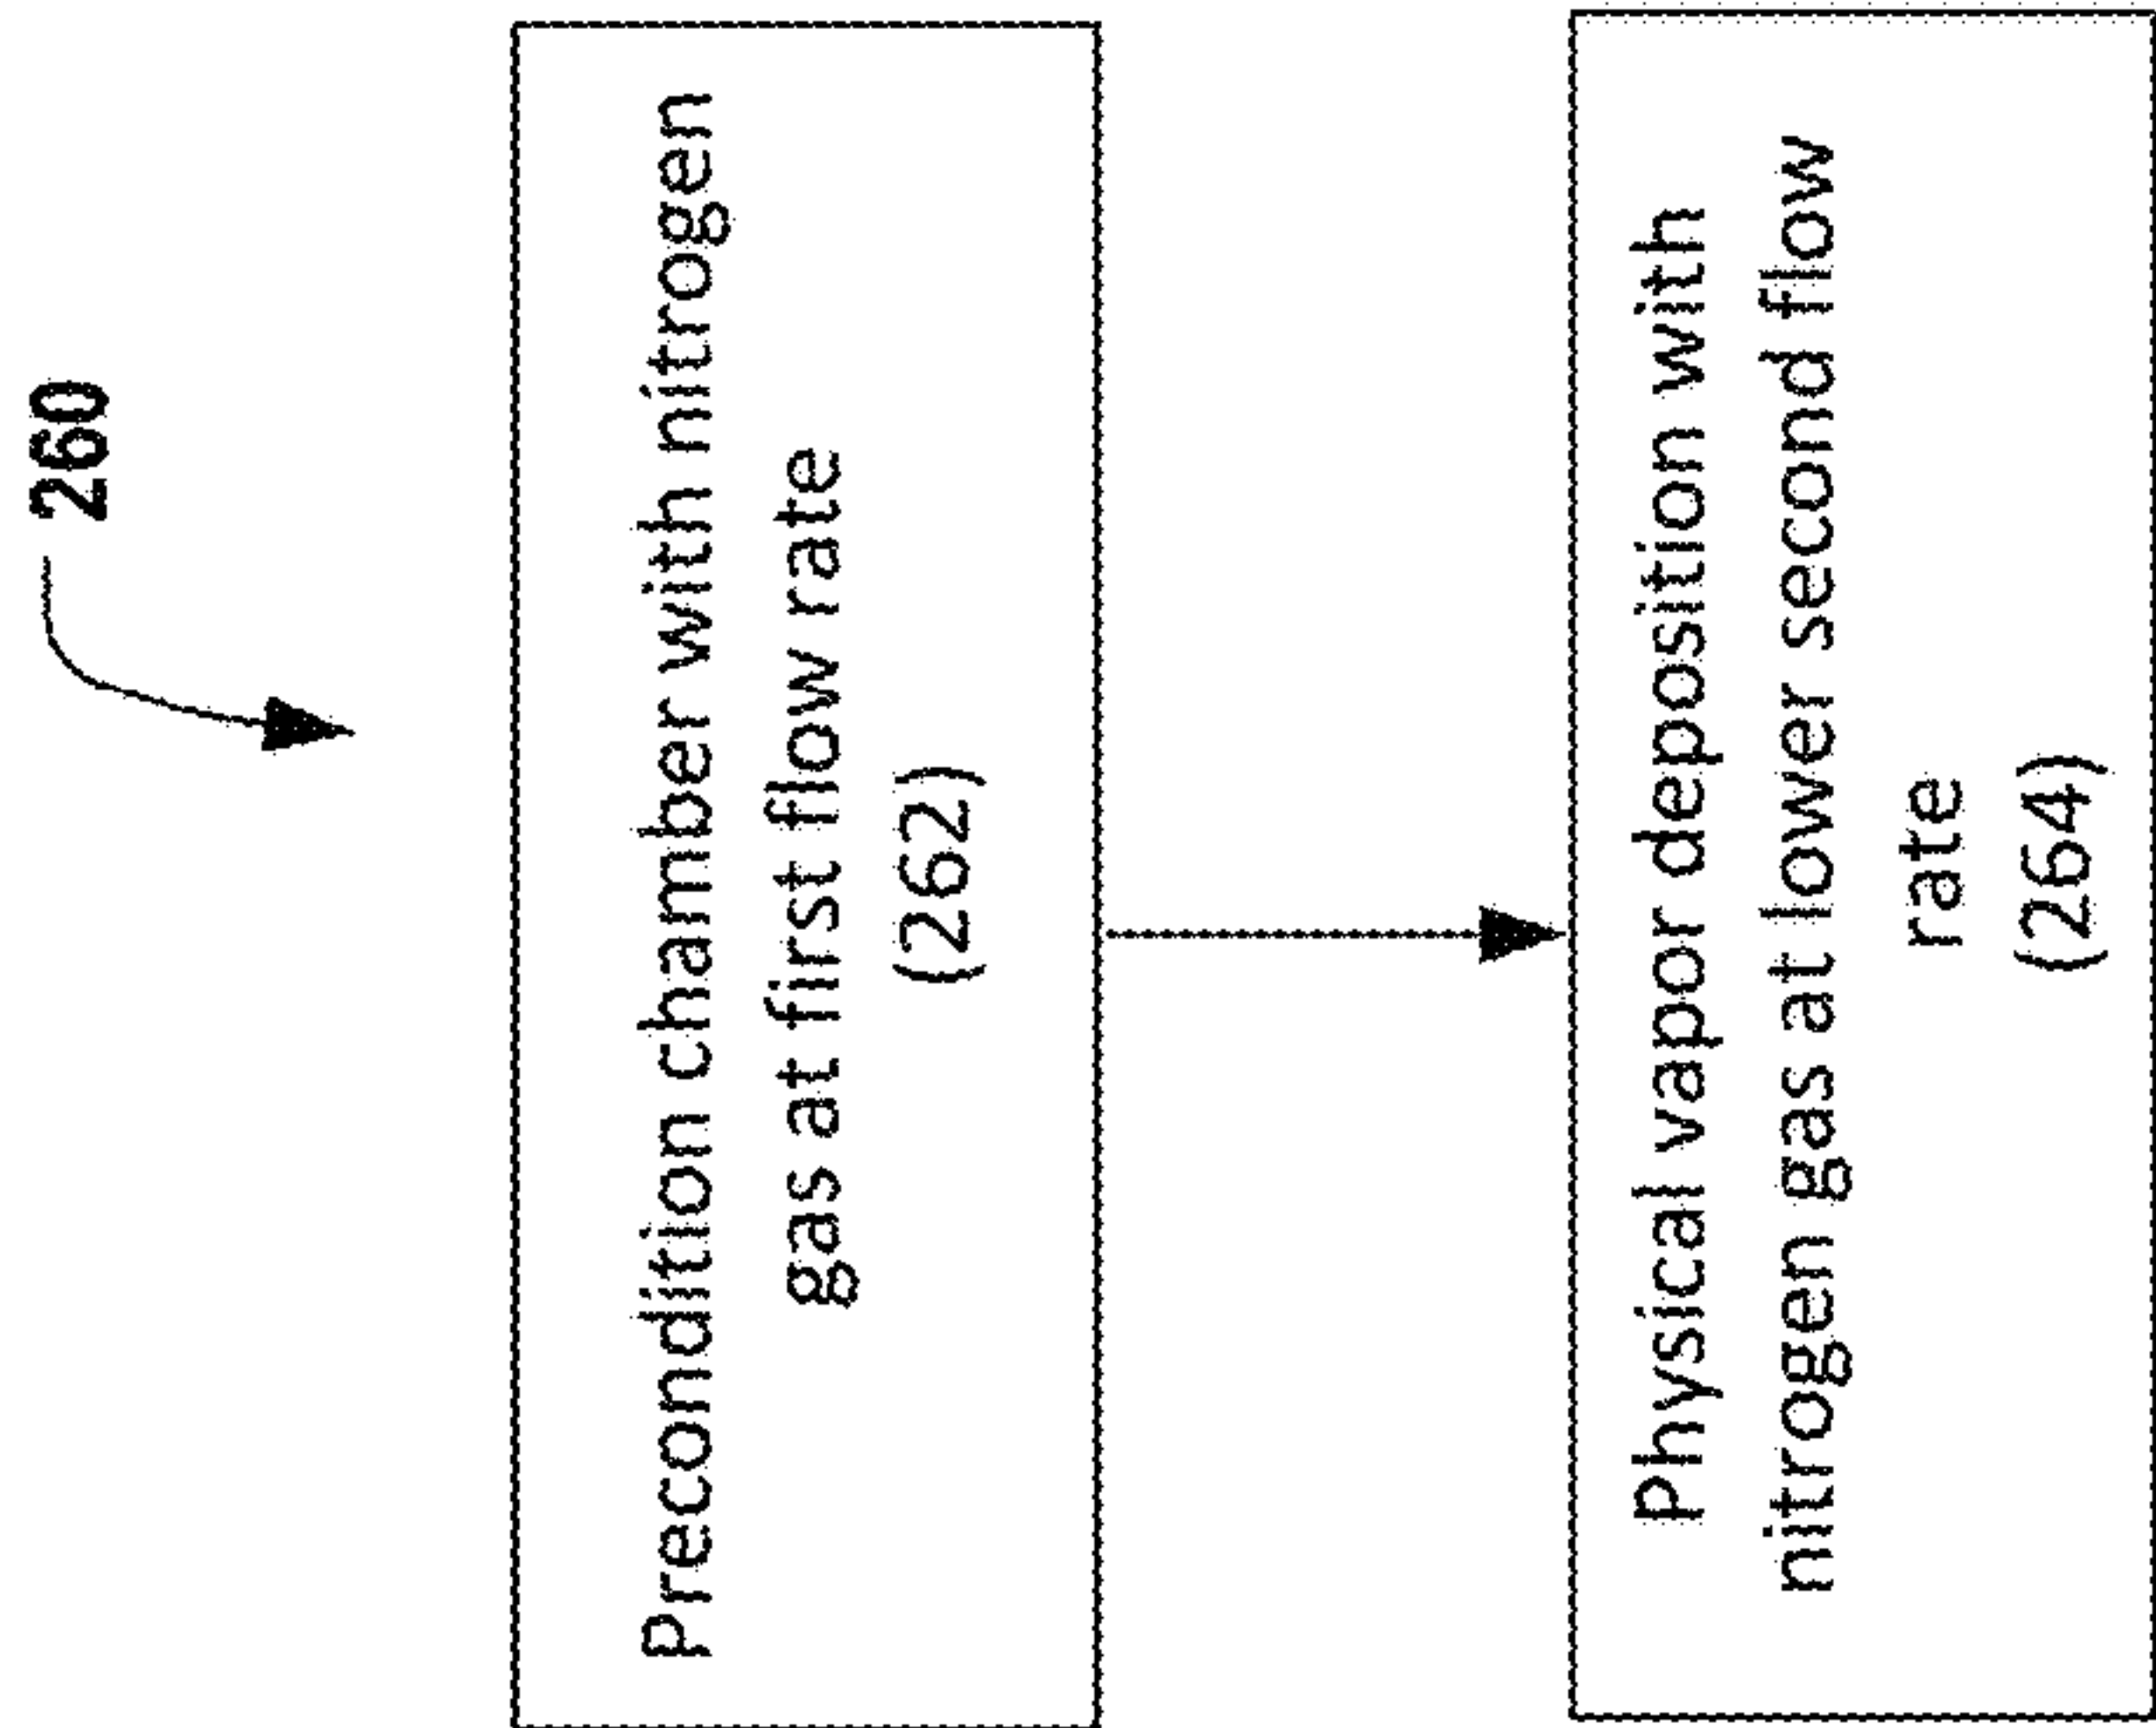 260
Precondition chamber with nitrogen
gas at first flow rate
(262)
Physical vapor deposition with
nitrogen gas at lower second flow
rate
(264)